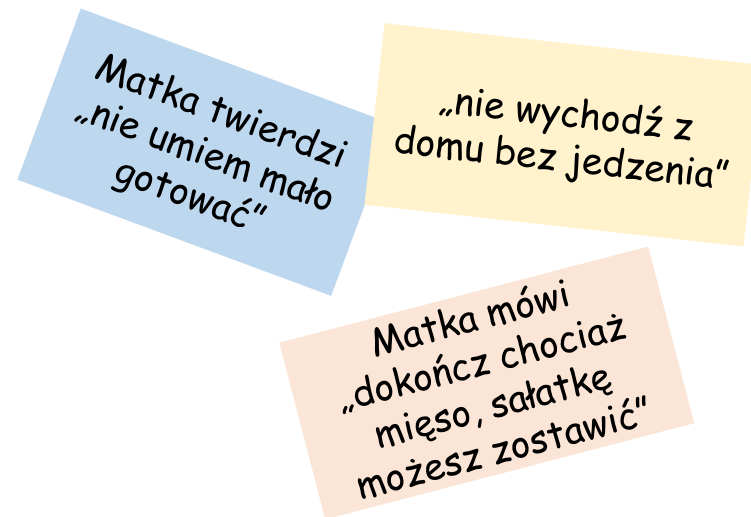 Matka twierdzi
„nie umiem mało
gotować”
„nie wychodź z
domu bez jedzenia”
Matka mówi
„dokończ chociaż
mięso, sałatkę
możesz zostawić”